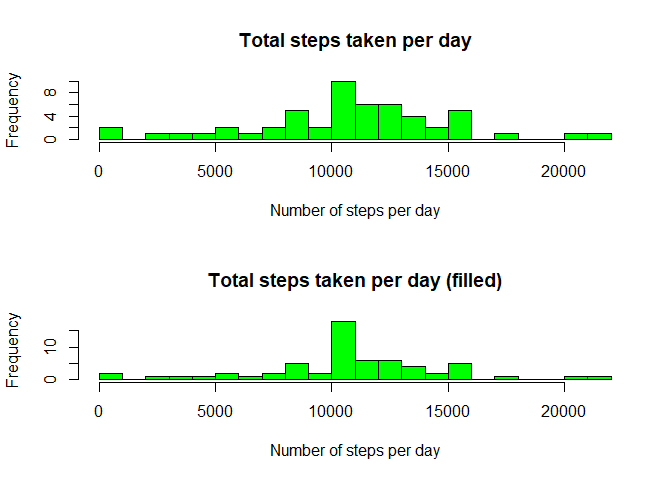 Total steps taken per day
Frequency
0 4 8
0 5000 10000 15000 20000
Number of steps per day
Total steps taken per day (filled)
Frequency
0 10
0 5000 10000 15000 20000
Number of steps per day